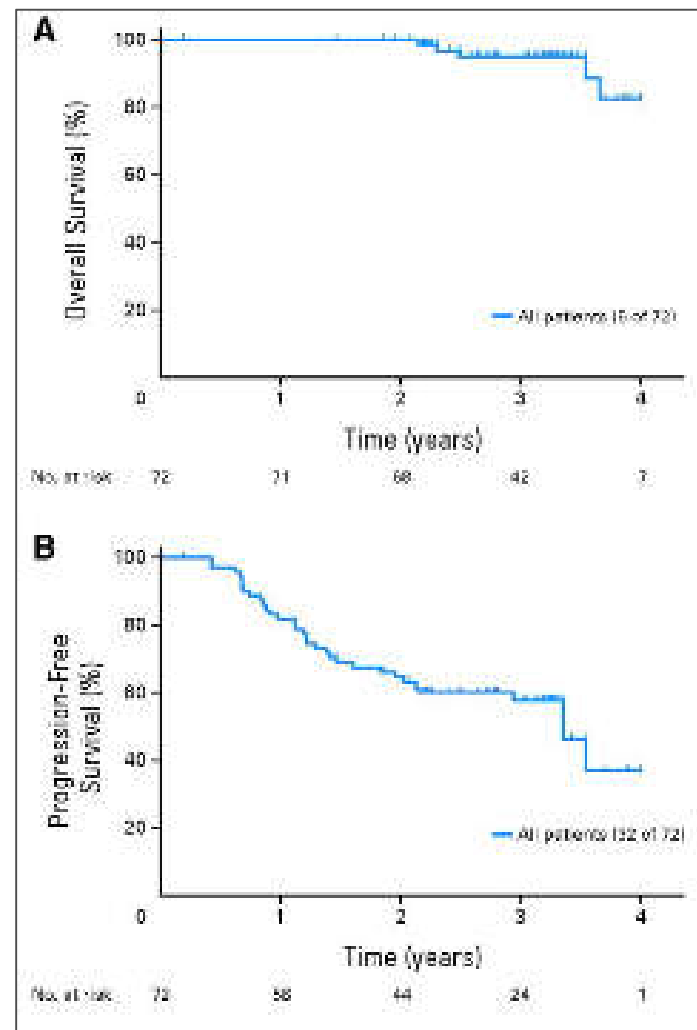 A
100
80
60
40
20
Overall Survival (%)
All patients (6 of 72)
0 1 2 3 4
Time (years)
No. at risk 72 71 68 42 7
B
100
80
60
40
20
Progression-Free
Survival (%)
All patients (32 of 72)
0 1 2 3 4
Time (years)
No. at risk 72 58 44 24 1